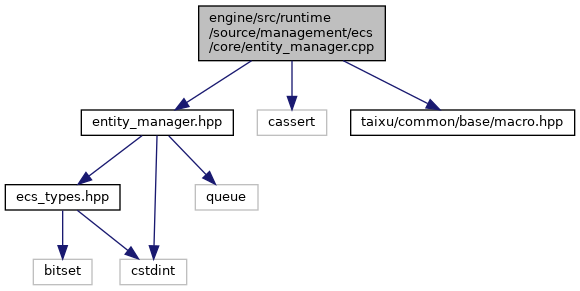 engine/src/runtime
/source/management/ecs
/core/entity_manager.cpp
entity_manager.hpp
cassert
taixu/common/base/macro.hpp
ecs_types.hpp
queue
bitset
cstdint